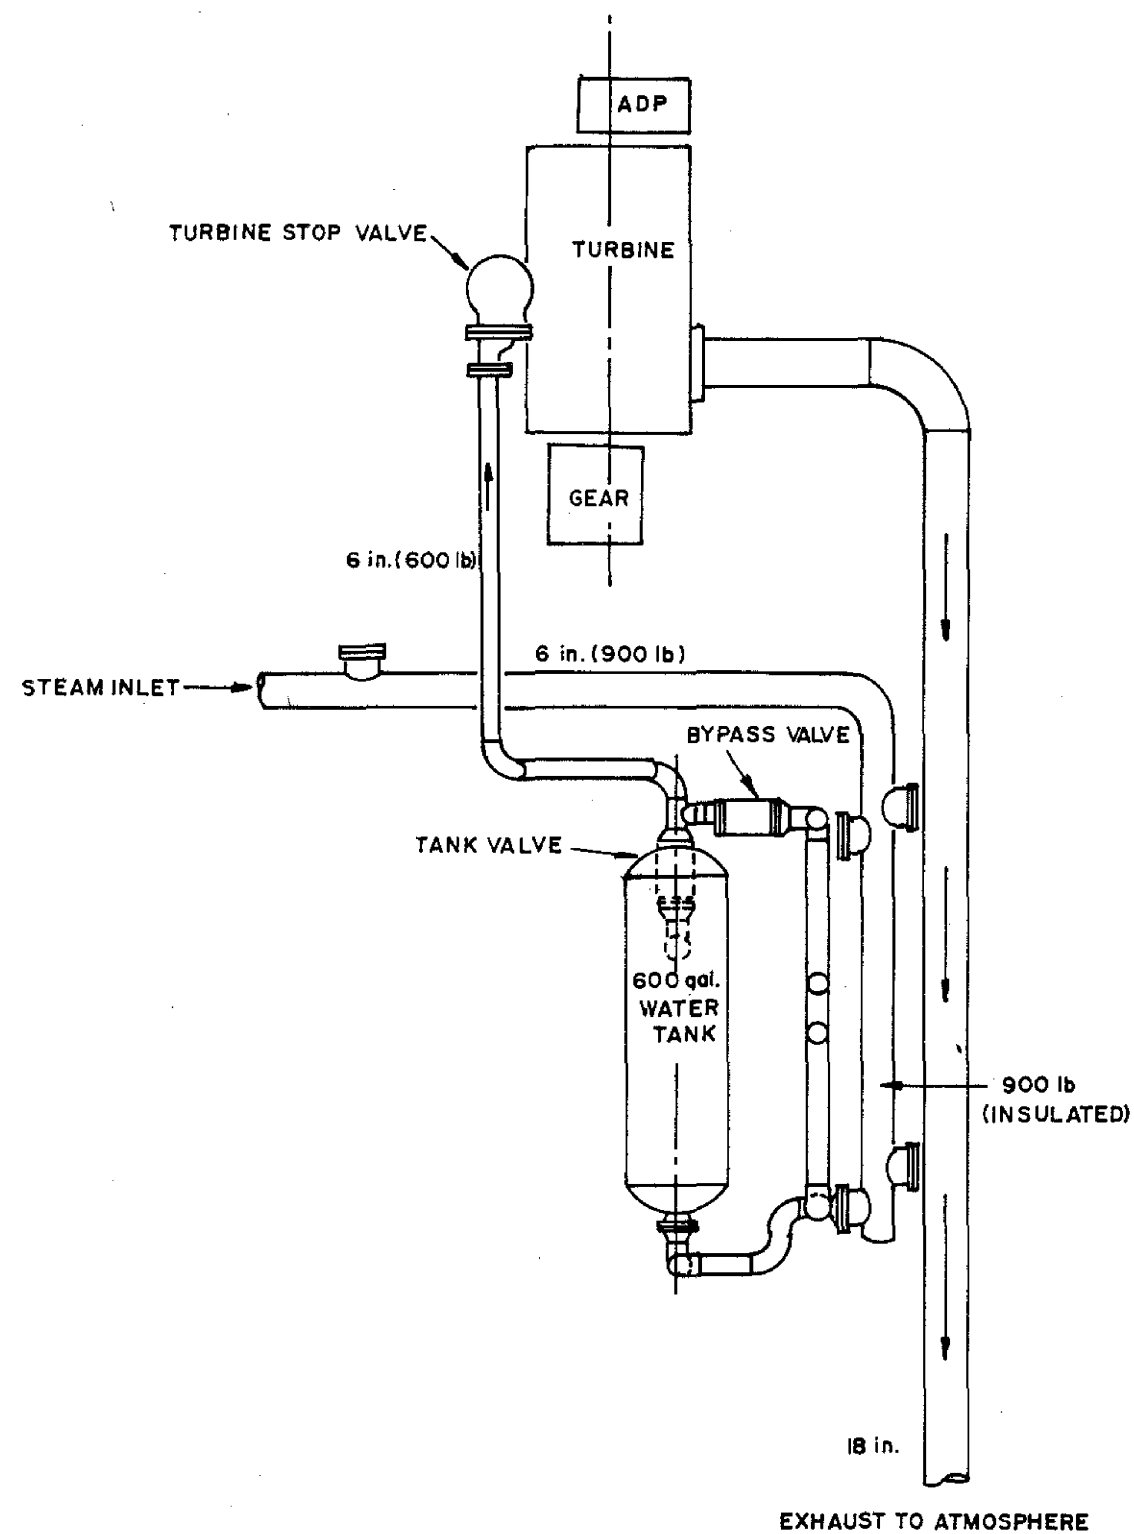 ADP
TURBINE STOP VALVE
TURBINE
GEAR
6 in.(600 lb)
6 in.(900 lb)
STEAM INLET
BYPASS VALVE
TANK VALVE
600 gal.
WATER
TANK
900 lb
(INSULATED)
18 in.
EXHAUST TO ATMOSPHERE